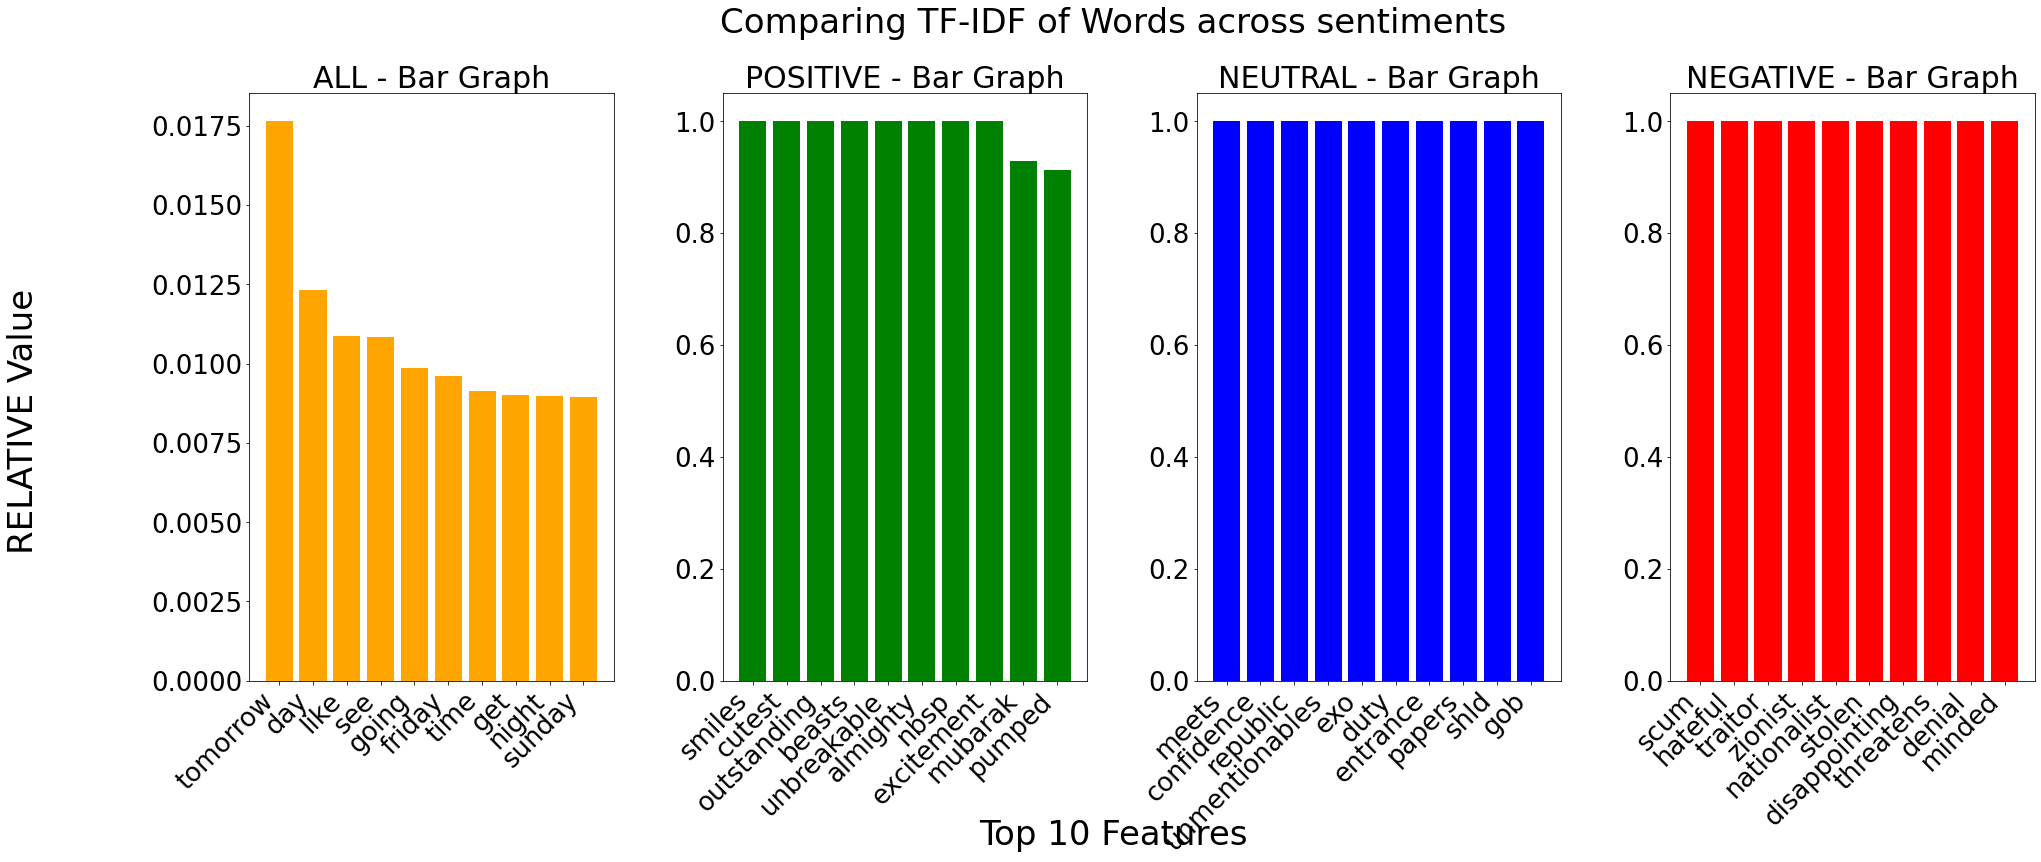 Comparing TF-IDF of Words across sentiments
RELATIVE Value
ALL - Bar Graph
0.0175
0.0150
0.0125
0.0100
0.0075
0.0050
0.0025
0.0000
tomorrow
day
like
see
going
friday
time
get
night
sunday
POSITIVE - Bar Graph
1.0
0.8
0.6
0.4
0.2
0.0
smiles
cutest
outstanding
beasts
unbreakable
almighty
nbsp
excitement
mubarak
pumped
NEUTRAL - Bar Graph
1.0
0.8
0.6
0.4
0.2
0.0
meets
confidence
republic
unmentionables
exo
duty
entrance
papers
shld
gob
NEGATIVE - Bar Graph
1.0
0.8
0.6
0.4
0.2
0.0
scum
hateful
traitor
zionist
nationalist
stolen
disappointing
threatens
denial
minded
Top 10 Features